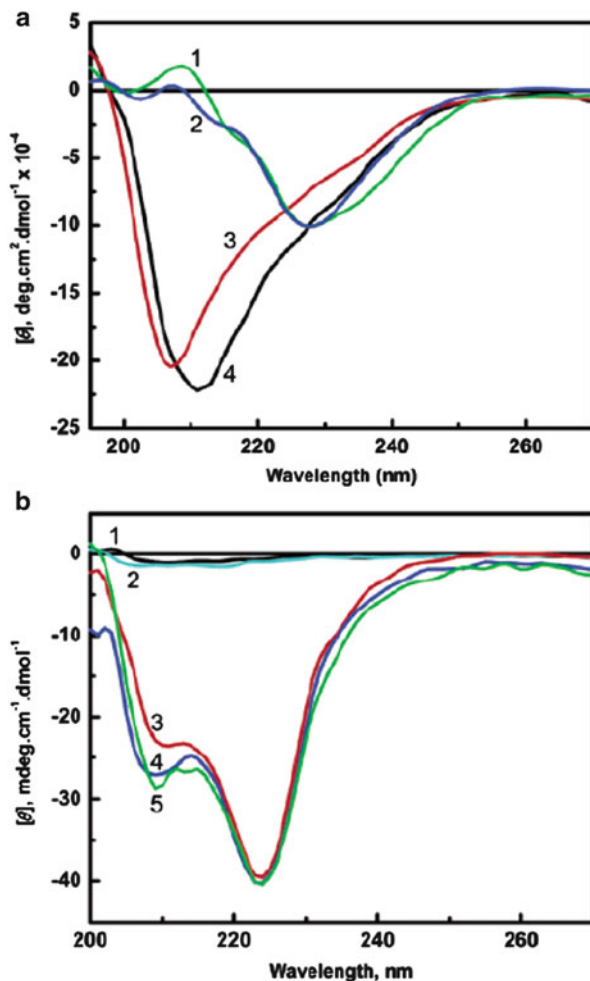 a
5
0
-5
-10
-15
-20
-25
[θ], deg.cm².dmol⁻¹ x 10⁻⁴
1
2
3
4
200 220 240 260
Wavelength (nm)
b
0
-10
-20
-30
-40
[θ], mdeg.cm⁻¹.dmol⁻¹
1
2
3
4
5
200 220 240 260
Wavelength, nm